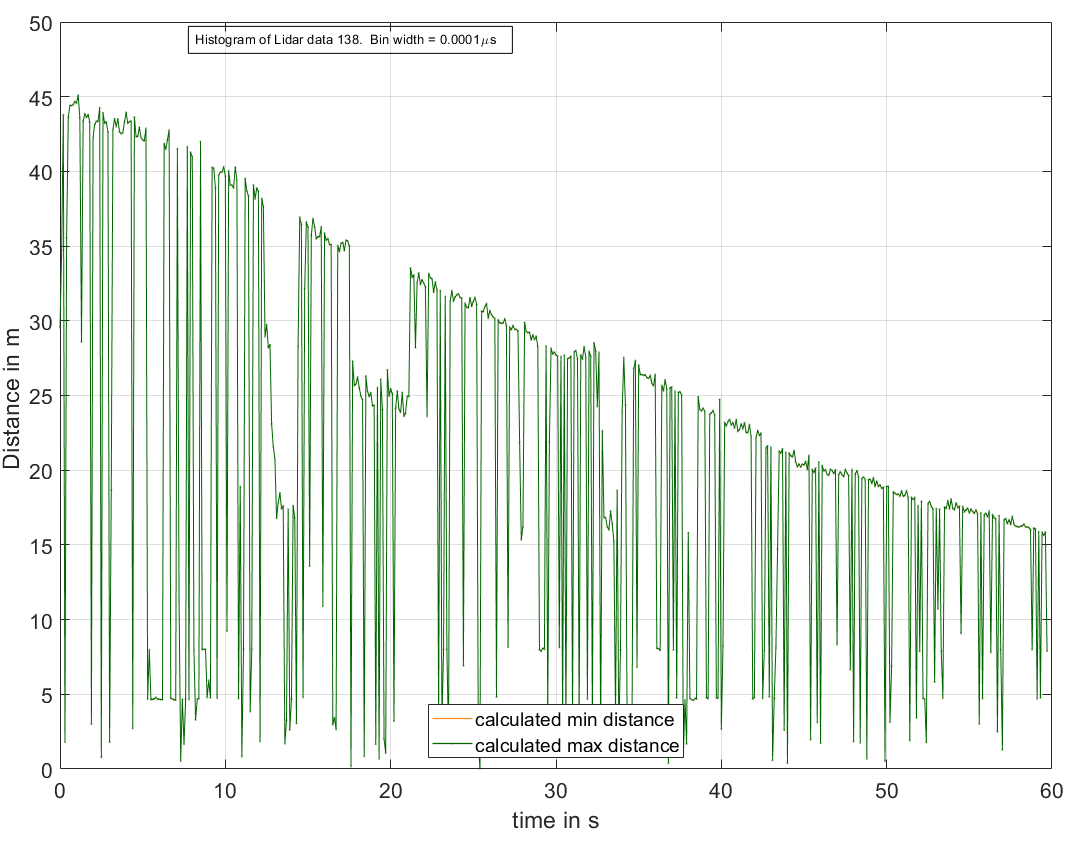 Histogram of Lidar data 138.  Bin width = 0.0001μs
50
45
40
35
30
25
20
15
10
5
0
Distance in m
calculated min distance
calculated max distance
0 10 20 30 40 50 60
time in s